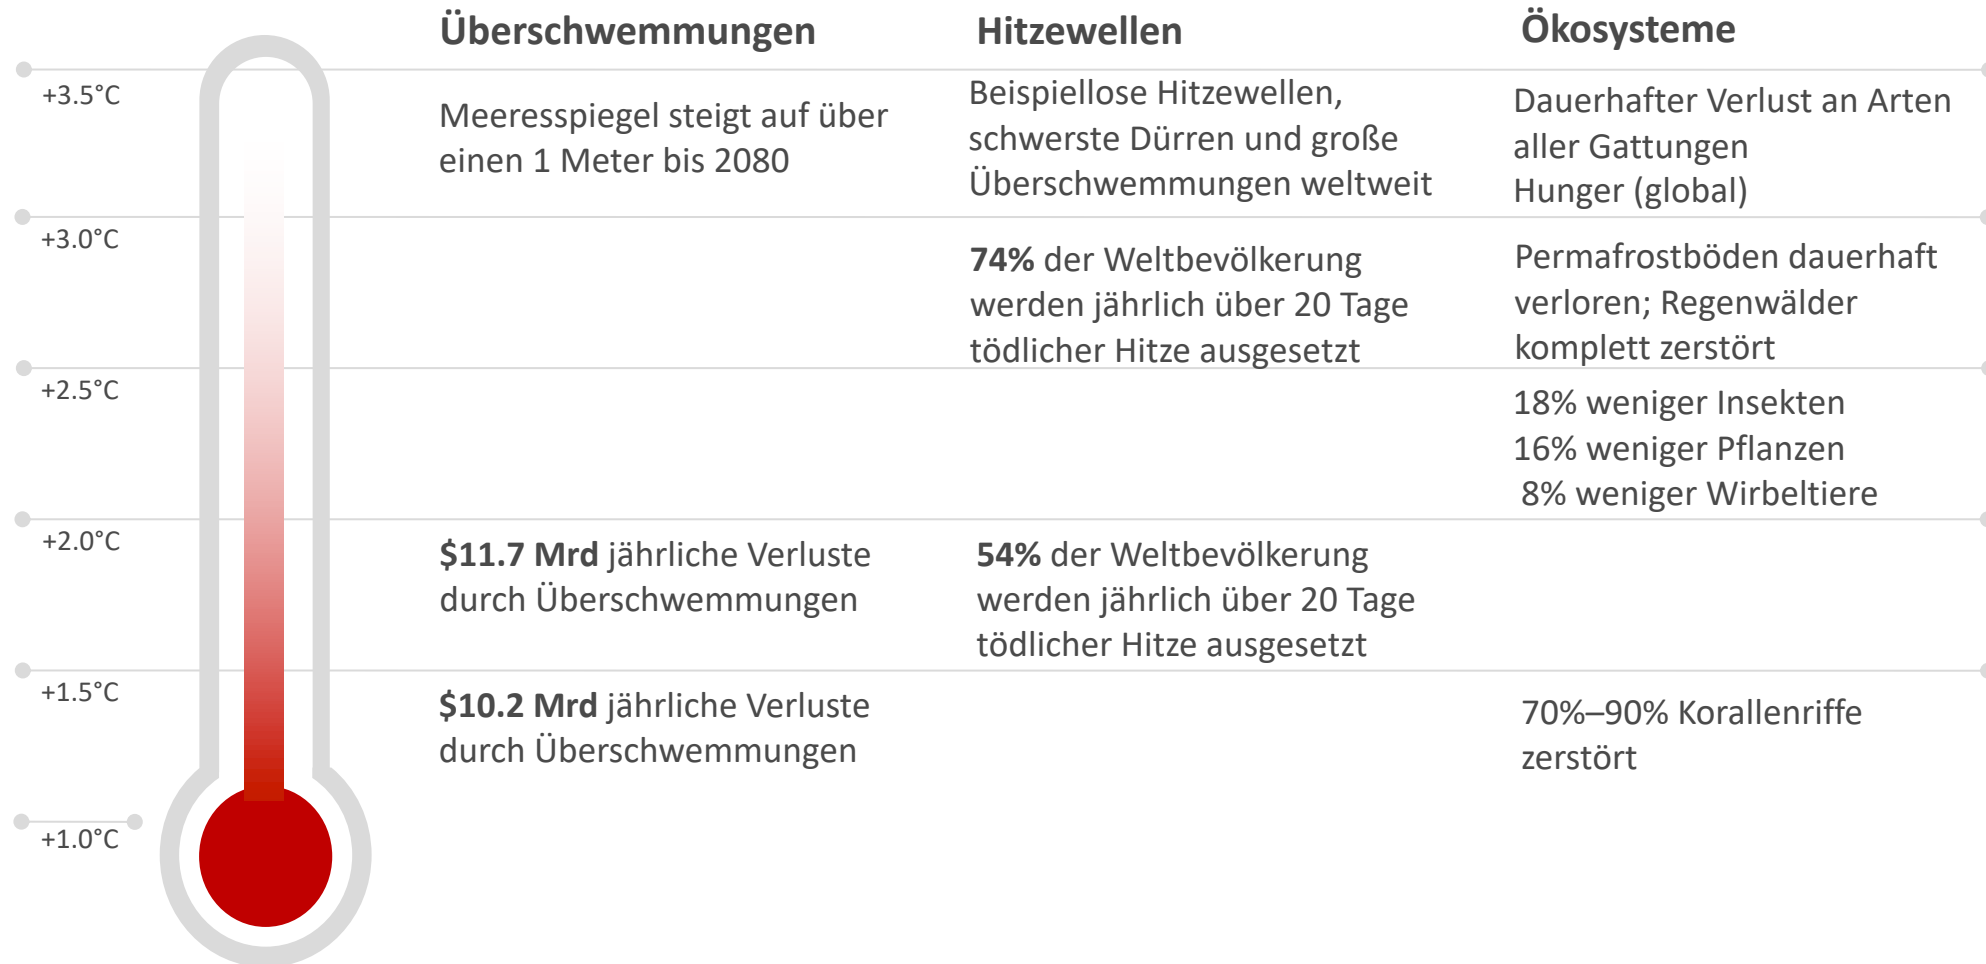 Überschwemmungen
Hitzewellen
Ökosysteme
+3.5°C
Meeresspiegel steigt auf über
einen 1 Meter bis 2080
Beispiellose Hitzewellen,
schwerste Dürren und große
Überschwemmungen weltweit
Dauerhafter Verlust an Arten
aller Gattungen
Hunger (global)
+3.0°C
74% der Weltbevölkerung
werden jährlich über 20 Tage
tödlicher Hitze ausgesetzt
Permafrostböden dauerhaft
verloren; Regenwälder
komplett zerstört
+2.5°C
18% weniger Insekten
16% weniger Pflanzen
8% weniger Wirbeltiere
+2.0°C
$11.7 Mrd jährliche Verluste
durch Überschwemmungen
54% der Weltbevölkerung
werden jährlich über 20 Tage
tödlicher Hitze ausgesetzt
+1.5°C
$10.2 Mrd jährliche Verluste
durch Überschwemmungen
70%–90% Korallenriffe
zerstört
+1.0°C